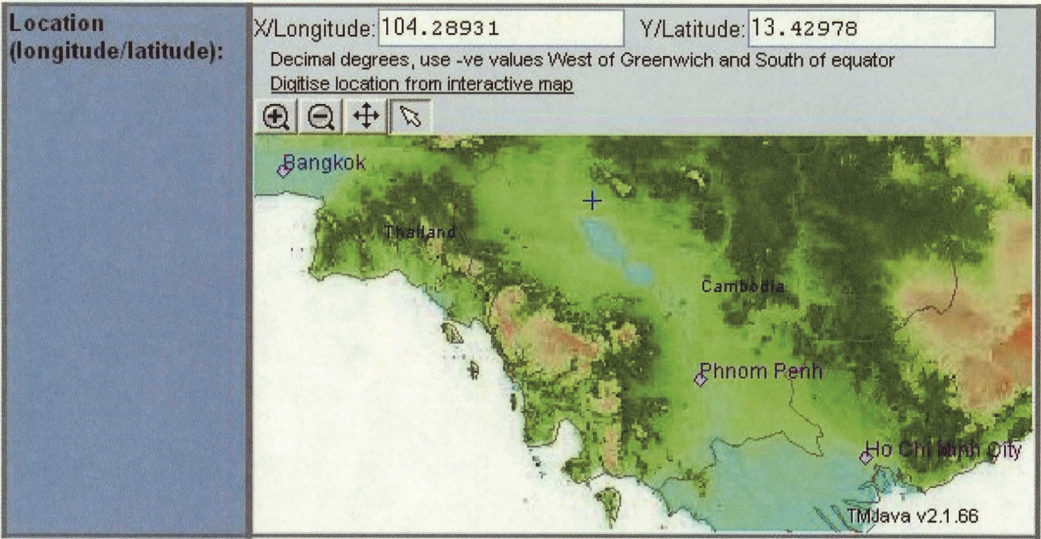 Location
(longitude/latitude):
X/Longitude: 104.28931 Y/Latitude: 13.42978
Decimal degrees, use -ve values West of Greenwich and South of equator
Digitise location from interactive map
Bangkok
Thailand
Cambodia
Phnom Penh
Ho Chi Minh City
TMJava v2.1.66